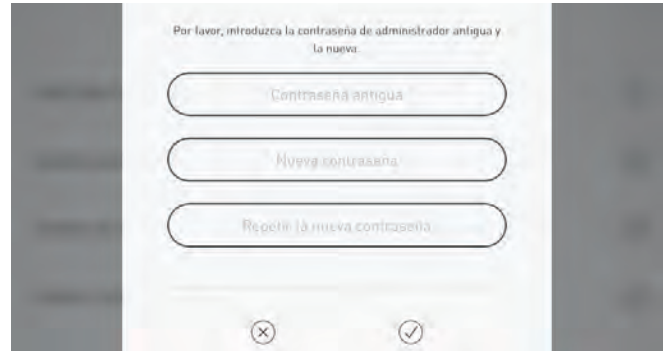 Por favor, introduzca la contraseña de administrador antigua y
la nueva.
Contraseña antigua
Nueva contraseña
Repetir la nueva contraseña